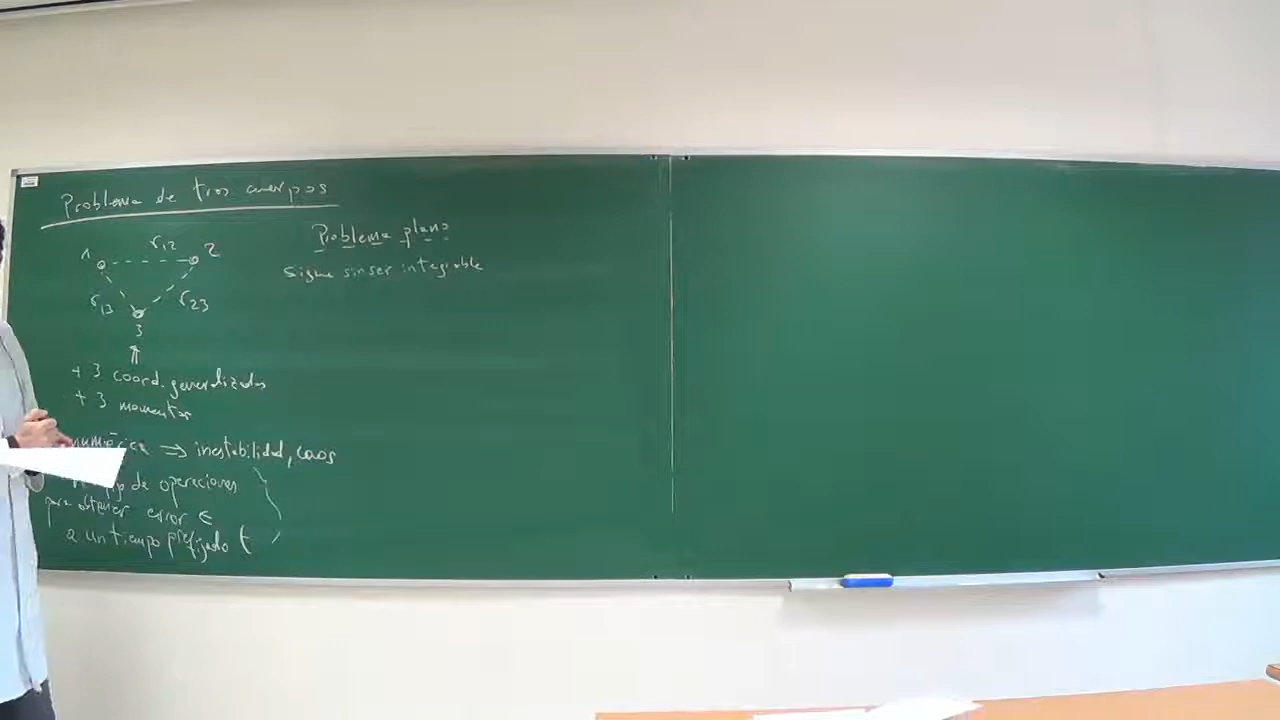 Problema de tres cuerpos
1 r12 2
r13 r23
3
+ 3 coord. generalizadas
+ 3 momentos
numérica ⇒ inestabilidad, caos
de operaciones
para obtener error ε
a un tiempo prefijado t
Problema plano
Sigue sin ser integrable